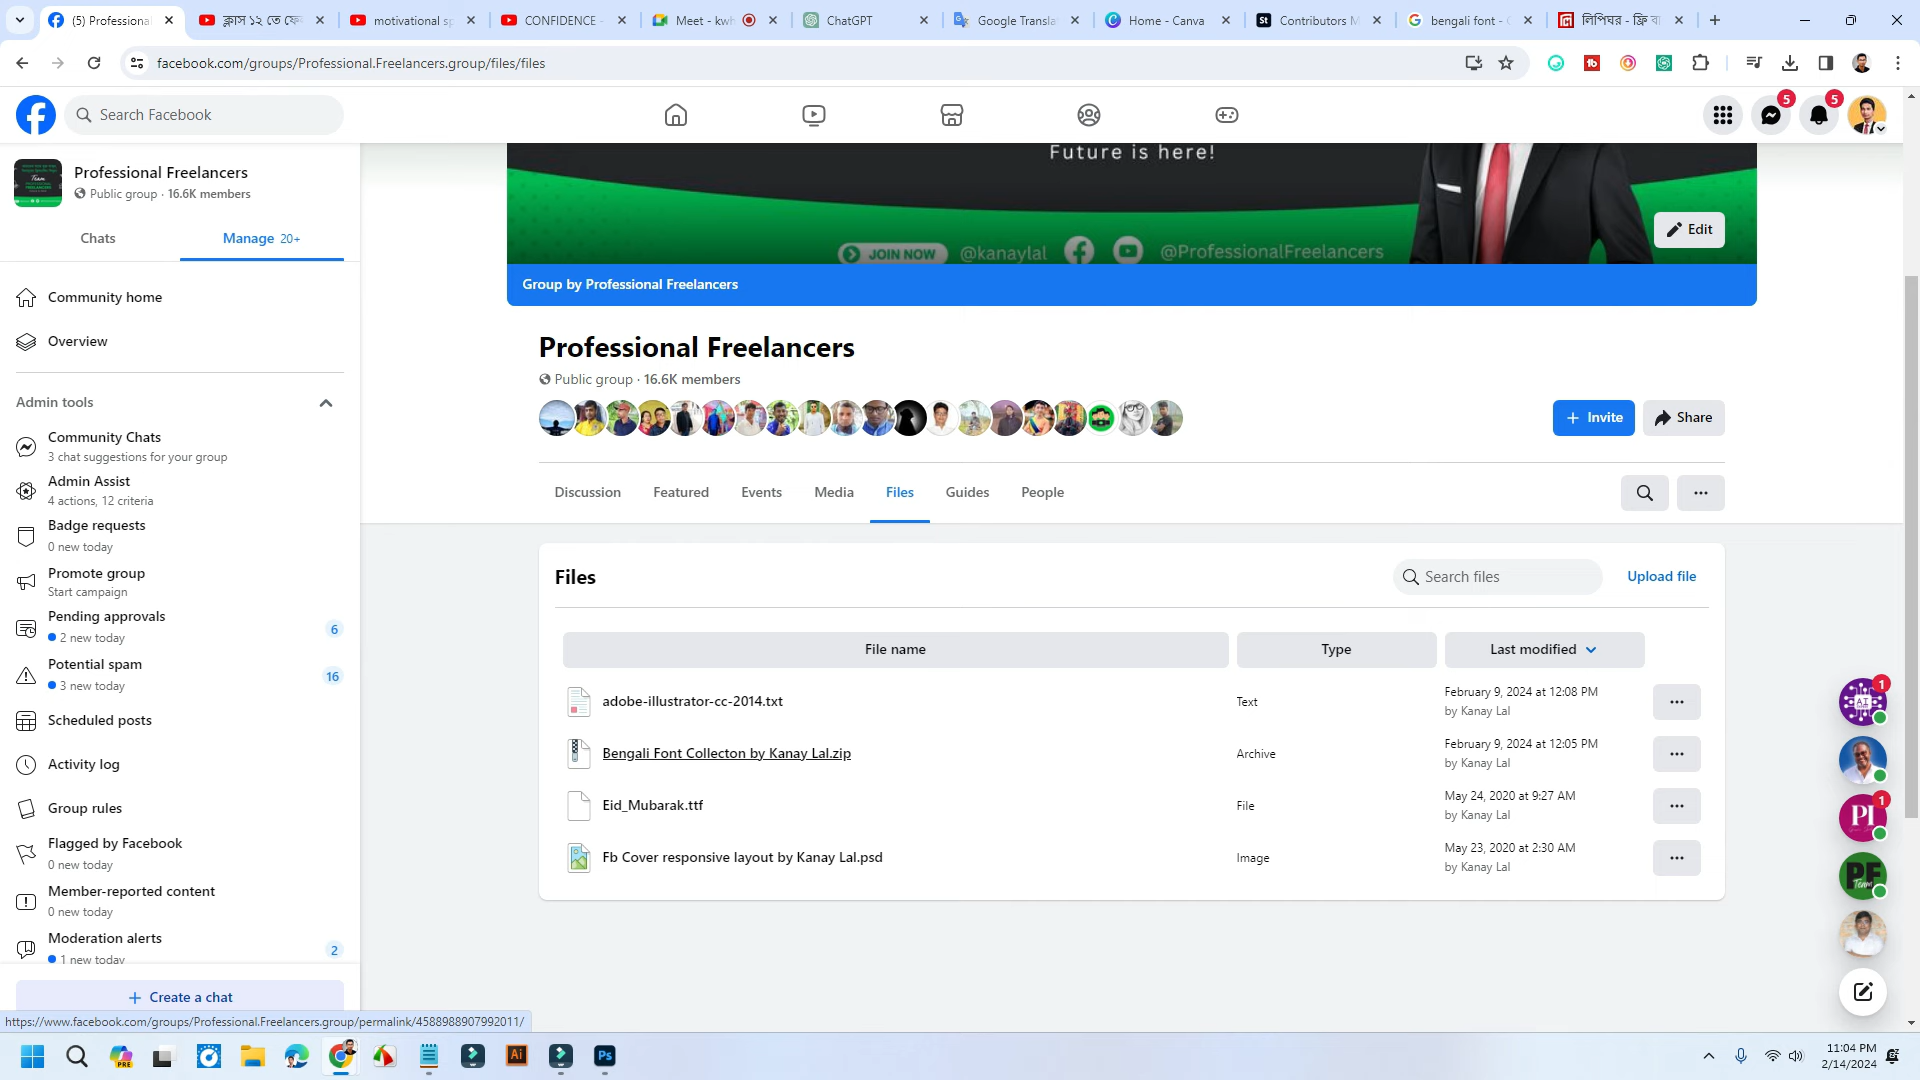 (5) Professional
ক্লাস ১২ তে ফে
motivational sp
CONFIDENCE -
Meet - kwh
ChatGPT
Google Transla
Home - Canva
Contributors M
bengali font - G
লিপিঘর - ফ্রি বা
facebook.com/groups/Professional.Freelancers.group/files/files
Search Facebook
5
5
Professional Freelancers
Public group · 16.6K members
Chats
Manage 20+
Community home
Overview
Admin tools
Community Chats
3 chat suggestions for your group
Admin Assist
4 actions, 12 criteria
Badge requests
0 new today
Promote group
Start campaign
Pending approvals
2 new today
6
Potential spam
3 new today
16
Scheduled posts
Activity log
Group rules
Flagged by Facebook
0 new today
Member-reported content
0 new today
Moderation alerts
1 new today
2
+ Create a chat
https://www.facebook.com/groups/Professional.Freelancers.group/permalink/4588988907992011/
Future is here!
Edit
JOIN NOW
@kanaylal
@ProfessionalFreelancers
Group by Professional Freelancers
Professional Freelancers
Public group · 16.6K members
+ Invite
Share
Discussion
Featured
Events
Media
Files
Guides
People
Files
Search files
Upload file
File name
Type
Last modified
adobe-illustrator-cc-2014.txt
Text
February 9, 2024 at 12:08 PM
by Kanay Lal
Bengali Font Collecton by Kanay Lal.zip
Archive
February 9, 2024 at 12:05 PM
by Kanay Lal
Eid_Mubarak.ttf
File
May 24, 2020 at 9:27 AM
by Kanay Lal
Fb Cover responsive layout by Kanay Lal.psd
Image
May 23, 2020 at 2:30 AM
by Kanay Lal
1
AI
1
PI
PF
Team
PRE
Ai
Ps
11:04 PM
2/14/2024